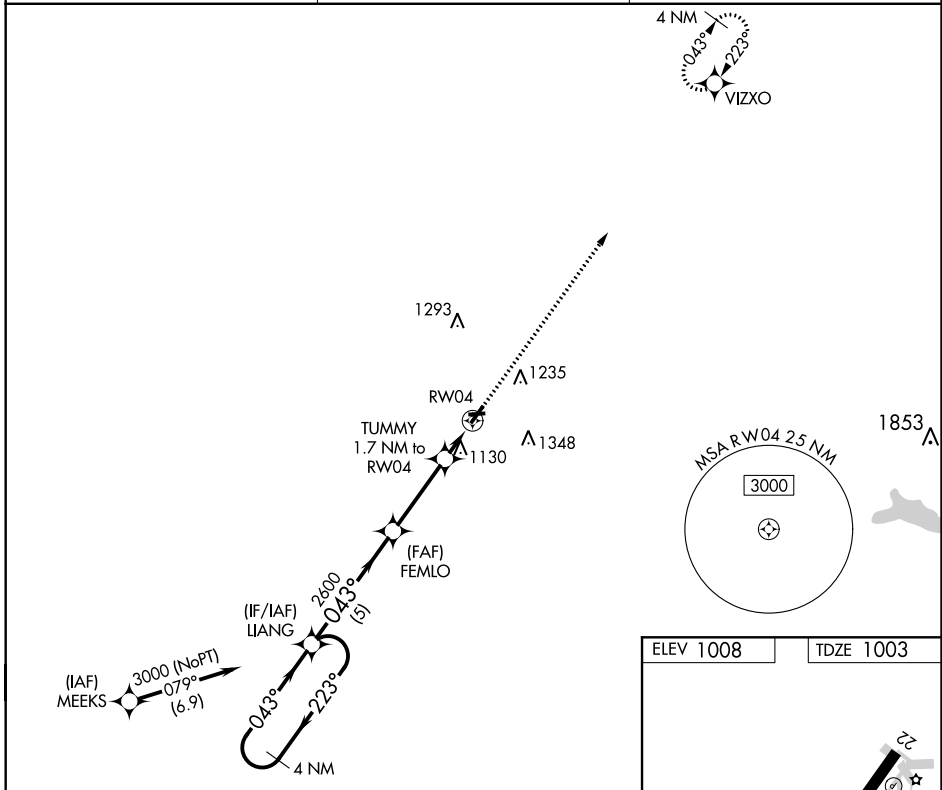 4 NM
043°
223°
VIZXO
1293
1235
RW04
TUMMY
1.7 NM to
RW04
1348
1130
1853
MSA RW04 25 NM
3000
(FAF)
FEMLO
2600
043°
(5)
(IF/IAF)
LIANG
(IAF)
MEEKS
3000 (NoPT)
079°
(6.9)
043°
223°
4 NM
ELEV 1008
TDZE 1003
22